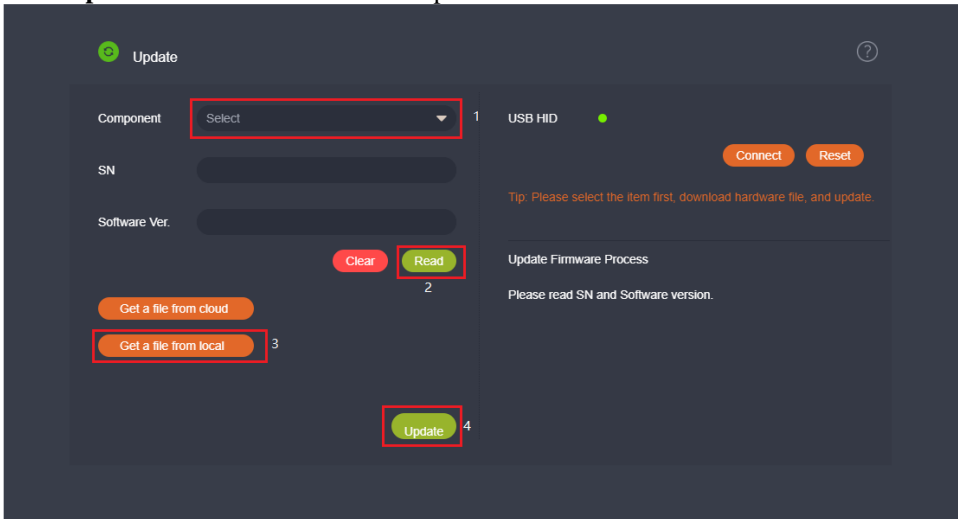 Update
Component
Select
1
SN
Software Ver.
Clear
Read
2
Get a file from cloud
Get a file from local
3
Update
4
USB HID
Connect
Reset
Tip: Please select the item first, download hardware file, and update.
Update Firmware Process
Please read SN and Software version.